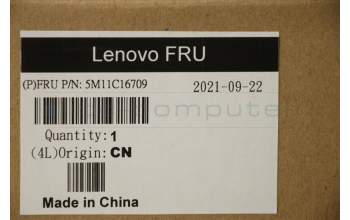 Lenovo FRU
(P)FRU P/N: 5M11C16709 2021-09-22
Quantity: 1
(4L)Origin: CN
Made in China